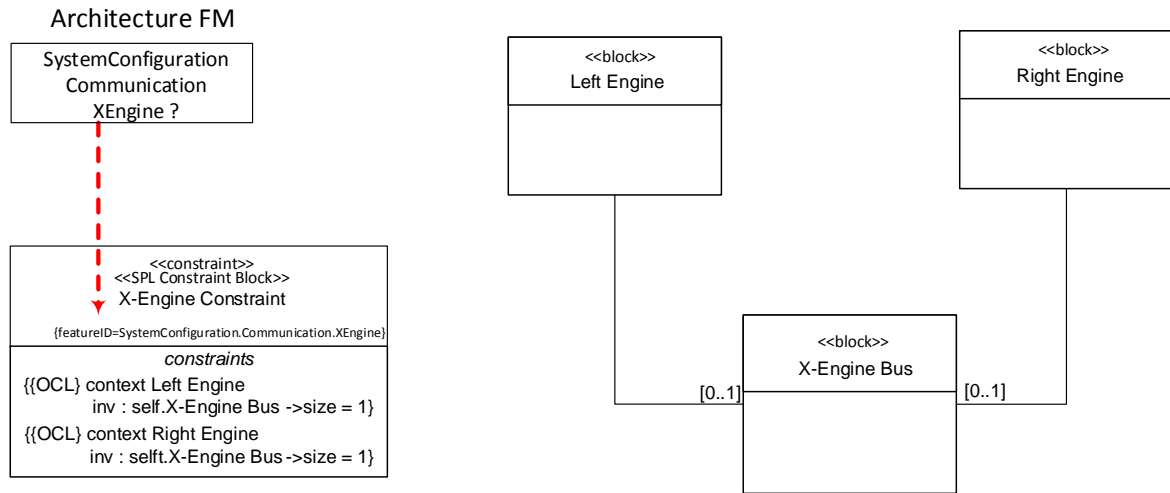 Architecture FM
SystemConfiguration
Communication
XEngine ?
<<constraint>>
<<SPL Constraint Block>>
X-Engine Constraint
{featureID=SystemConfiguration.Communication.XEngine}
constraints
{{OCL} context Left Engine
inv : self.X-Engine Bus ->size = 1}
{{OCL} context Right Engine
inv : selft.X-Engine Bus ->size = 1}
<<block>>
Left Engine
<<block>>
Right Engine
<<block>>
X-Engine Bus
[0..1]
[0..1]